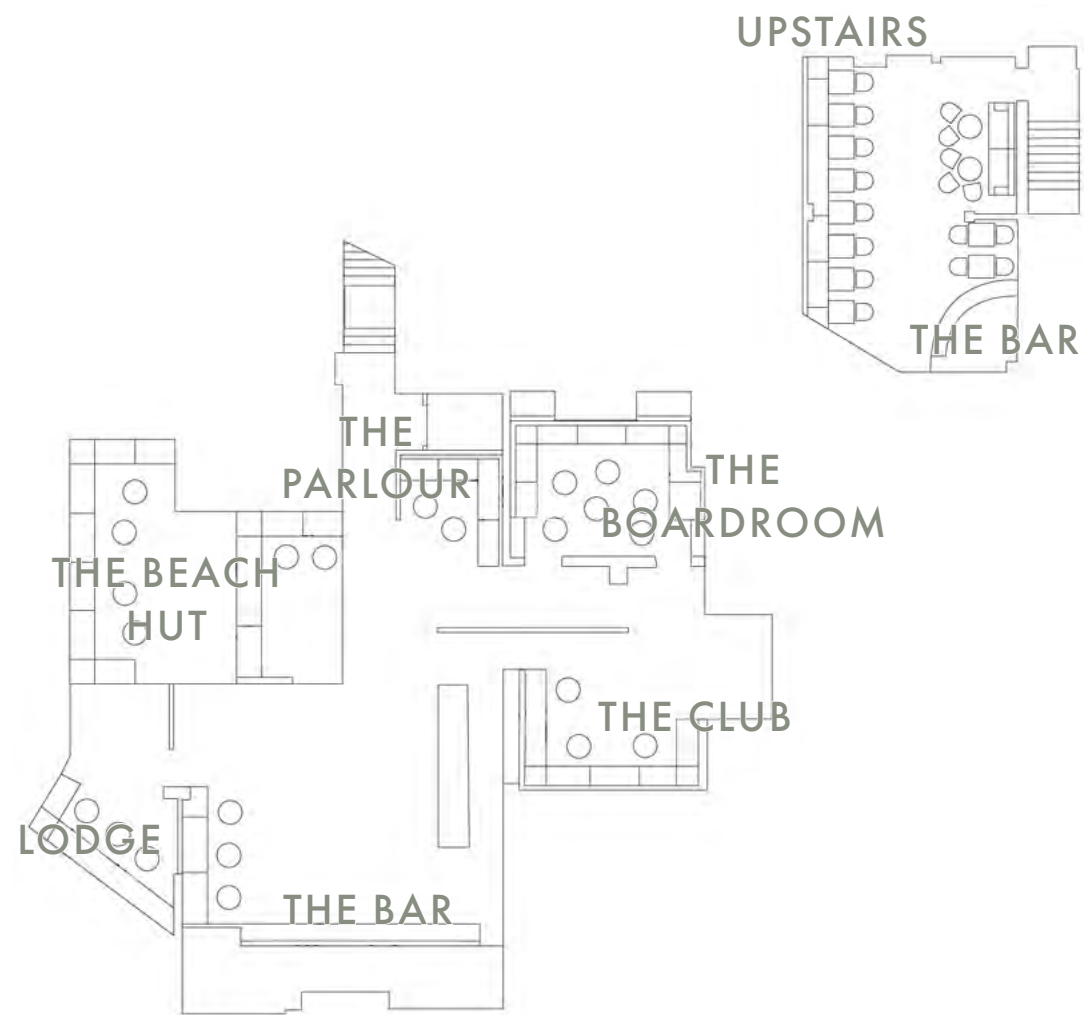 UPSTAIRS
THE BAR
THE
PARLOUR
THE
BOARDROOM
THE BEACH
HUT
THE CLUB
LODGE
THE BAR